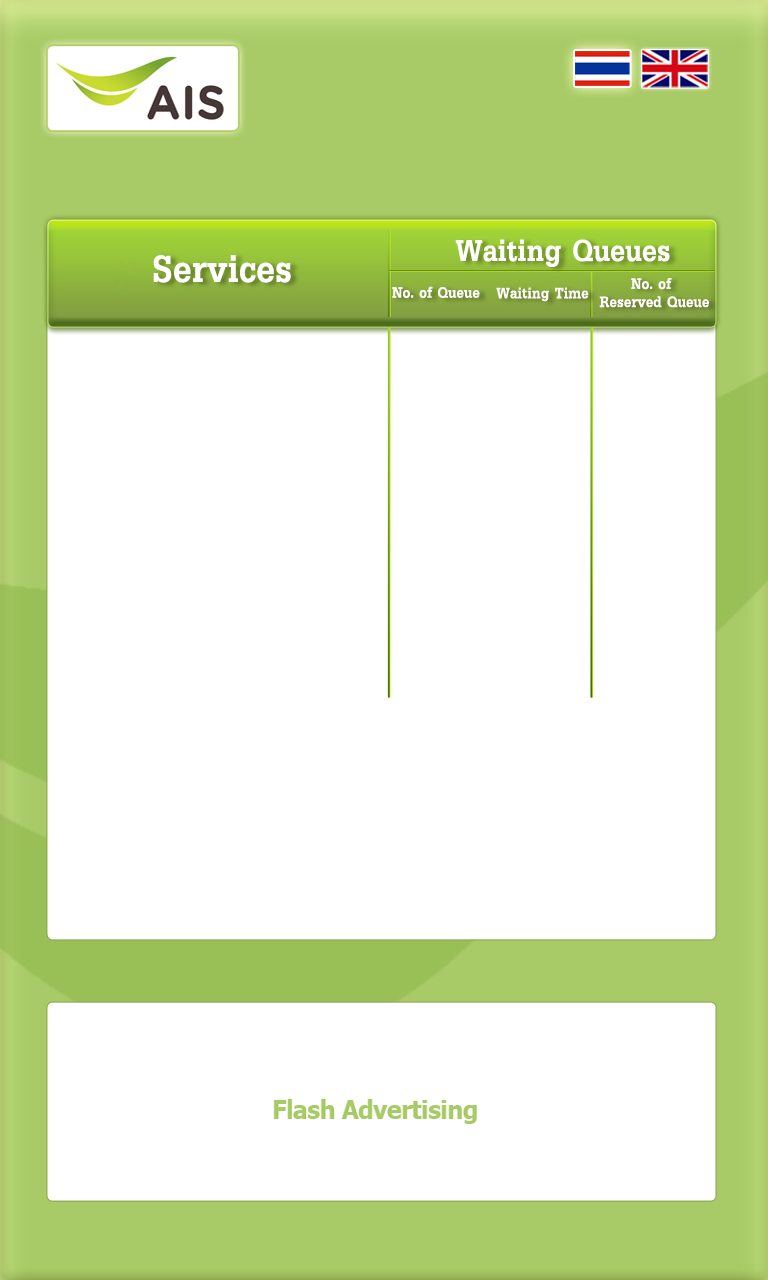 AIS
Services
Waiting Queues
No. of Queue
Waiting Time
No. of
Reserved Queue
Flash Advertising